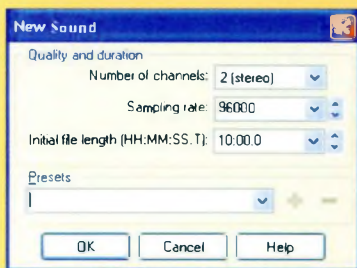 New Sound
Quality and duration
Number of channels: 2 (stereo)
Sampling rate: 96000
Initial file length (HH:MM:SS.T): 10:00.0
Presets
OK Cancel Help